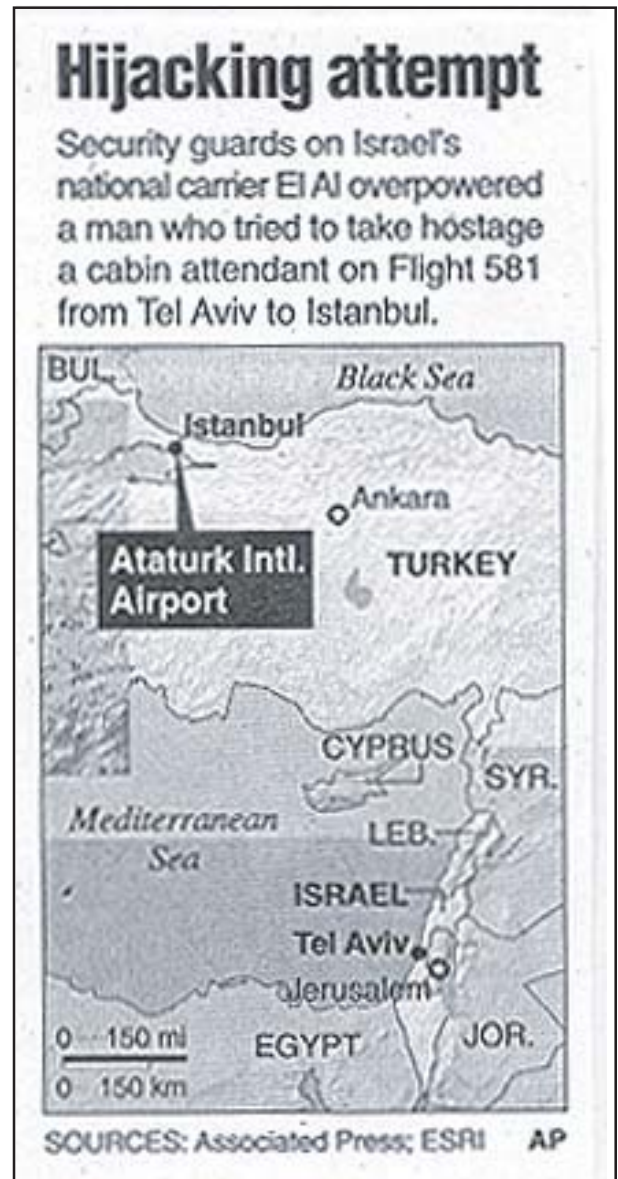 Hijacking attempt
Security guards on Israel's
national carrier El Al overpowered
a man who tried to take hostage
a cabin attendant on Flight 581
from Tel Aviv to Istanbul.
BUL.
Black Sea
Istanbul
Ankara
Ataturk Intl.
Airport
TURKEY
CYPRUS
SYR.
Mediterranean
Sea
LEB.
ISRAEL
Tel Aviv
Jerusalem
0 150 mi
EGYPT
JOR.
0 150 km
SOURCES: Associated Press; ESRI AP